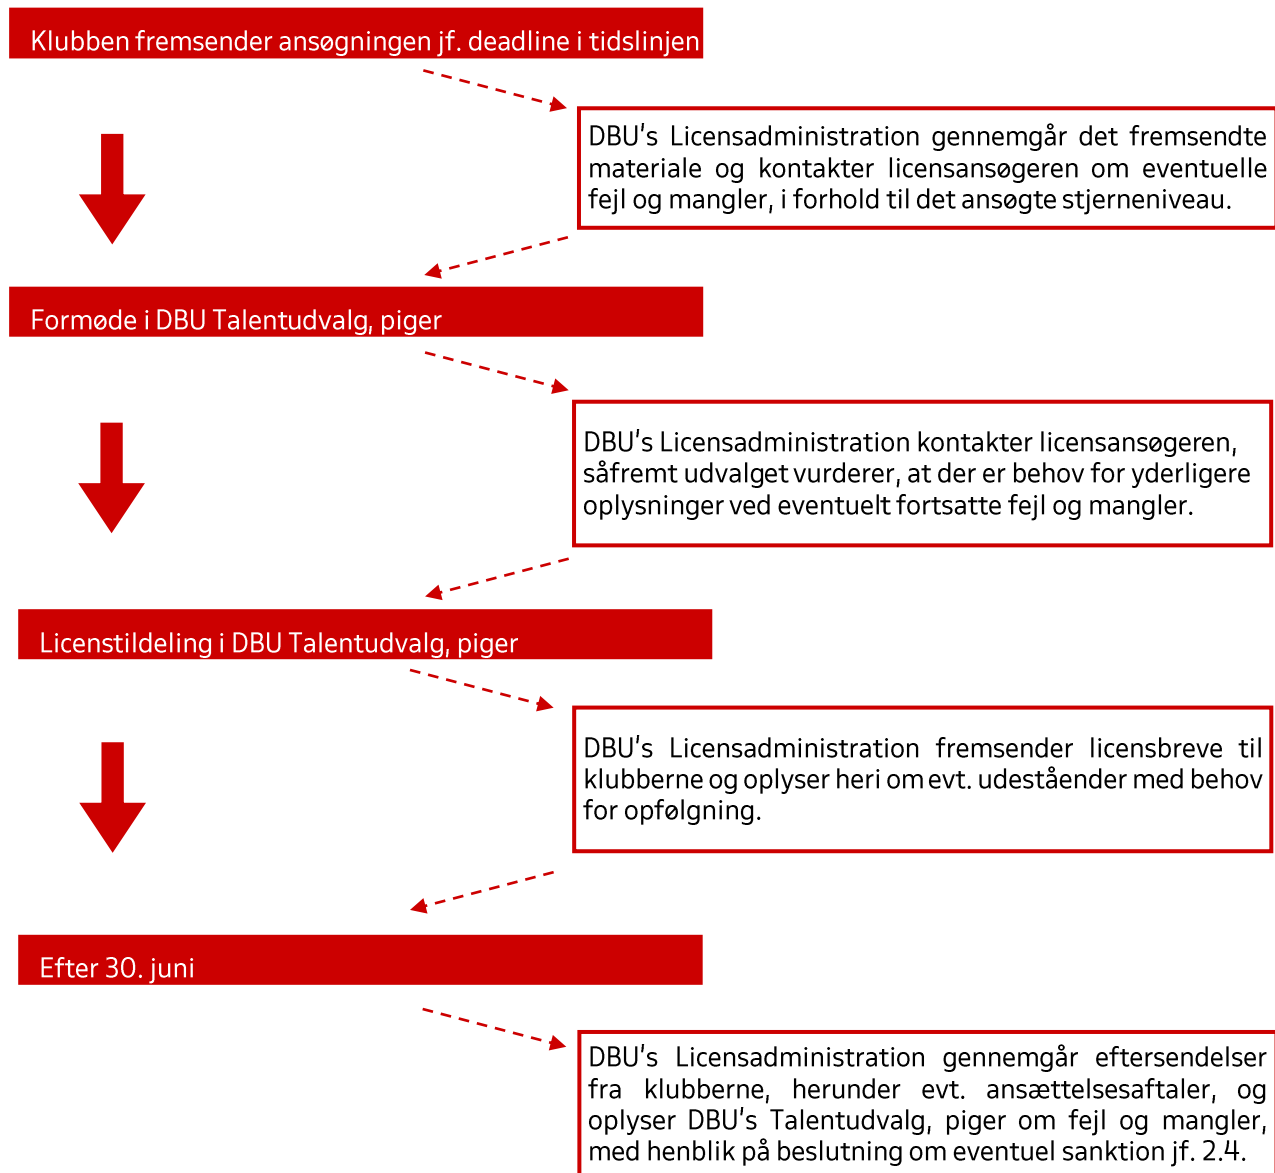 Klubben fremsender ansøgningen jf. deadline i tidslinjen
DBU's Licensadministration gennemgår det fremsendte
materiale og kontakter licensansøgeren om eventuelle
fejl og mangler, i forhold til det ansøgte stjerneniveau.
Formøde i DBU Talentudvalg, piger
DBU's Licensadministration kontakter licensansøgeren,
såfremt udvalget vurderer, at der er behov for yderligere
oplysninger ved eventuelt fortsatte fejl og mangler.
Licenstildeling i DBU Talentudvalg, piger
DBU's Licensadministration fremsender licensbreve til
klubberne og oplyser heri om evt. udeståender med behov
for opfølgning.
Efter 30. juni
DBU's Licensadministration gennemgår eftersendelser
fra klubberne, herunder evt. ansættelsesaftaler, og
oplyser DBU's Talentudvalg, piger om fejl og mangler,
med henblik på beslutning om eventuel sanktion jf. 2.4.